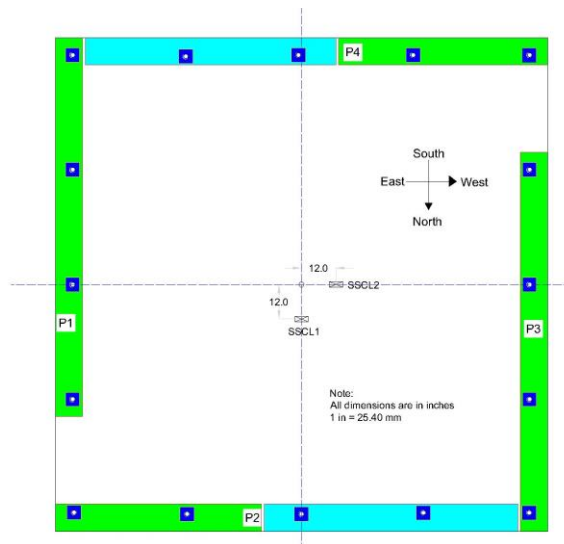 P4
South
East West
North
12.0
SSCL2
12.0
SSCL1
P1
P3
Note:
All dimensions are in inches
1 in = 25.40 mm
P2